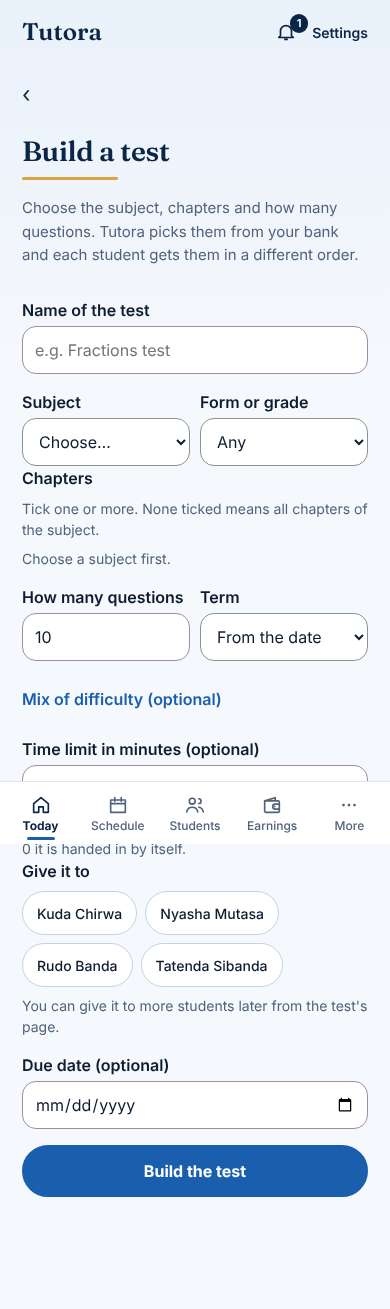 Tutora
1
Settings
Build a test
Choose the subject, chapters and how many
questions. Tutora picks them from your bank
and each student gets them in a different order.
Name of the test
e.g. Fractions test
Subject
Form or grade
Choose...
Any
Chapters
Tick one or more. None ticked means all chapters of
the subject.
Choose a subject first.
How many questions
Term
10
From the date
Mix of difficulty (optional)
Time limit in minutes (optional)
Today
Schedule
Students
Earnings
More
0 it is handed in by itself.
Give it to
Kuda Chirwa
Nyasha Mutasa
Rudo Banda
Tatenda Sibanda
You can give it to more students later from the test's
page.
Due date (optional)
mm/dd/yyyy
Build the test